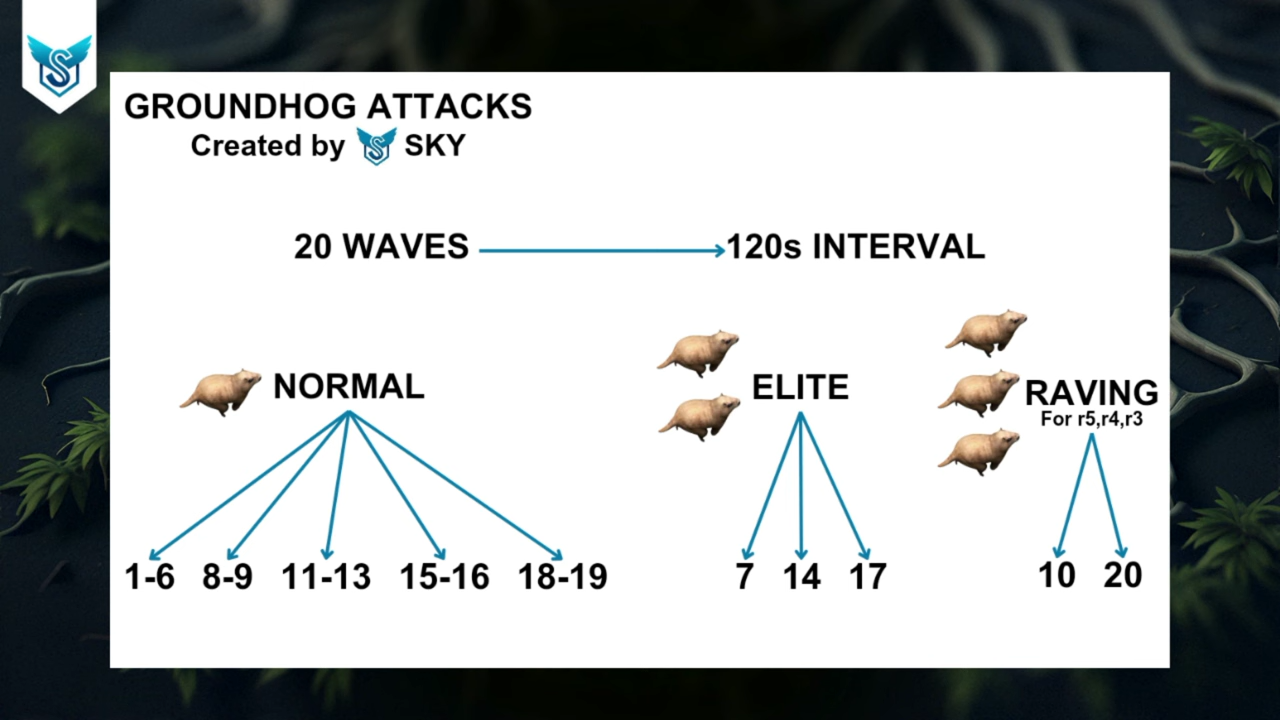 GROUNDHOG ATTACKS
Created by S SKY
20 WAVES 120s INTERVAL
NORMAL ELITE RAVING
For r5,r4,r3
1-6 8-9 11-13 15-16 18-19 7 14 17 10 20